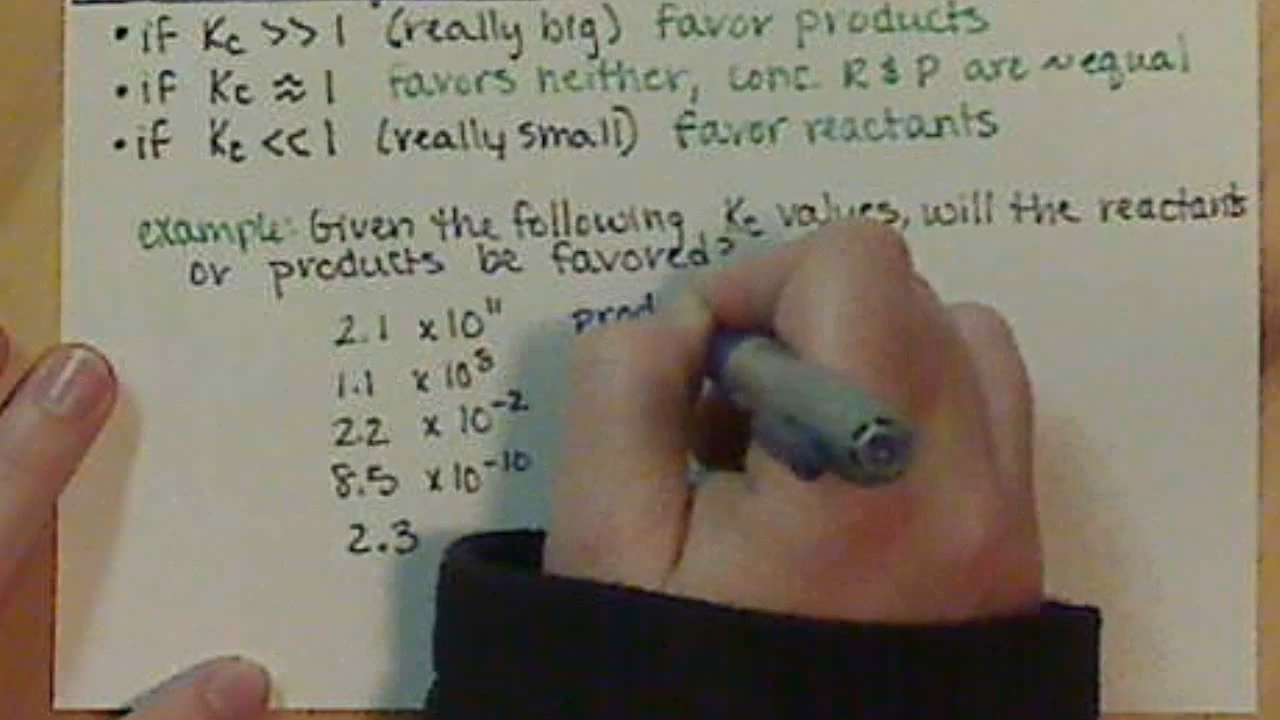 • if Kc >> 1 (really big) favor products
• if Kc ≈ 1 favors neither, conc. R & P are ≈ equal
• if Kc << 1 (really small) favor reactants
example: Given the following Kc values, will the reactants
or products be favored?
2.1 x 10¹¹ prod
1.1 x 10⁸
2.2 x 10⁻²
8.5 x 10⁻¹⁰
2.3